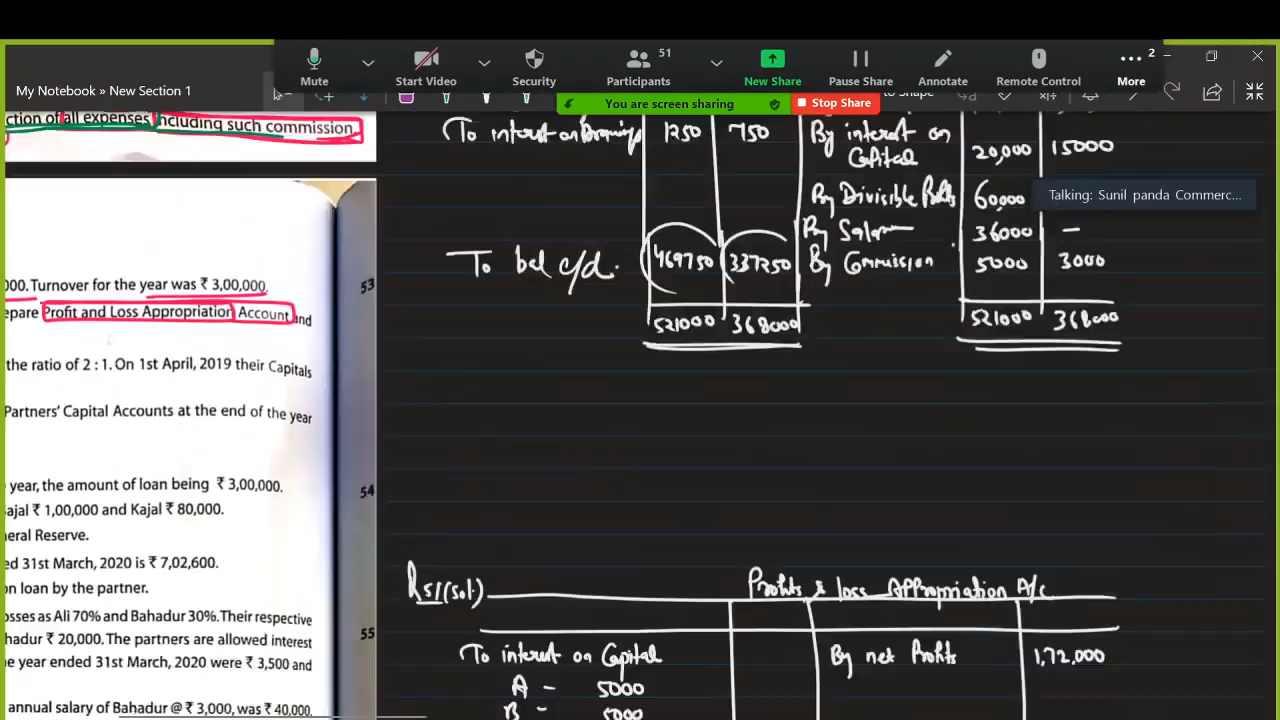 Mute
Start Video
Security
Participants
51
New Share
Pause Share
Annotate
Remote Control
More
2
You are screen sharing
Stop Share
My Notebook » New Section 1
to Shape
Talking: Sunil panda Commerc...
ction of all expenses including such commission.
000. Turnover for the year was ₹ 3,00,000.
epare Profit and Loss Appropriation Account and
53
the ratio of 2 : 1. On 1st April, 2019 their Capitals
Partners' Capital Accounts at the end of the year
year, the amount of loan being ₹ 3,00,000.
54
Sajal ₹ 1,00,000 and Kajal ₹ 80,000.
neral Reserve.
ed 31st March, 2020 is ₹ 7,02,600.
on loan by the partner.
osses as Ali 70% and Bahadur 30%. Their respective
hadur ₹ 20,000. The partners are allowed interest
55
he year ended 31st March, 2020 were ₹ 3,500 and
annual salary of Bahadur @ ₹ 3,000, was ₹ 40,000.
To interest on 1250 750 By interest on
Capital 20,000 15000
By Divisible Profits 60,000
By Salary 36000 —
To bal c/d. 469750 337250 By Commission 5000 3000
521000 368000 521000 368000
(Sol.) Profits & loss Appropriation A/c
To interest on Capital By net Profits 1,72,000
A - 5000
B - 5000